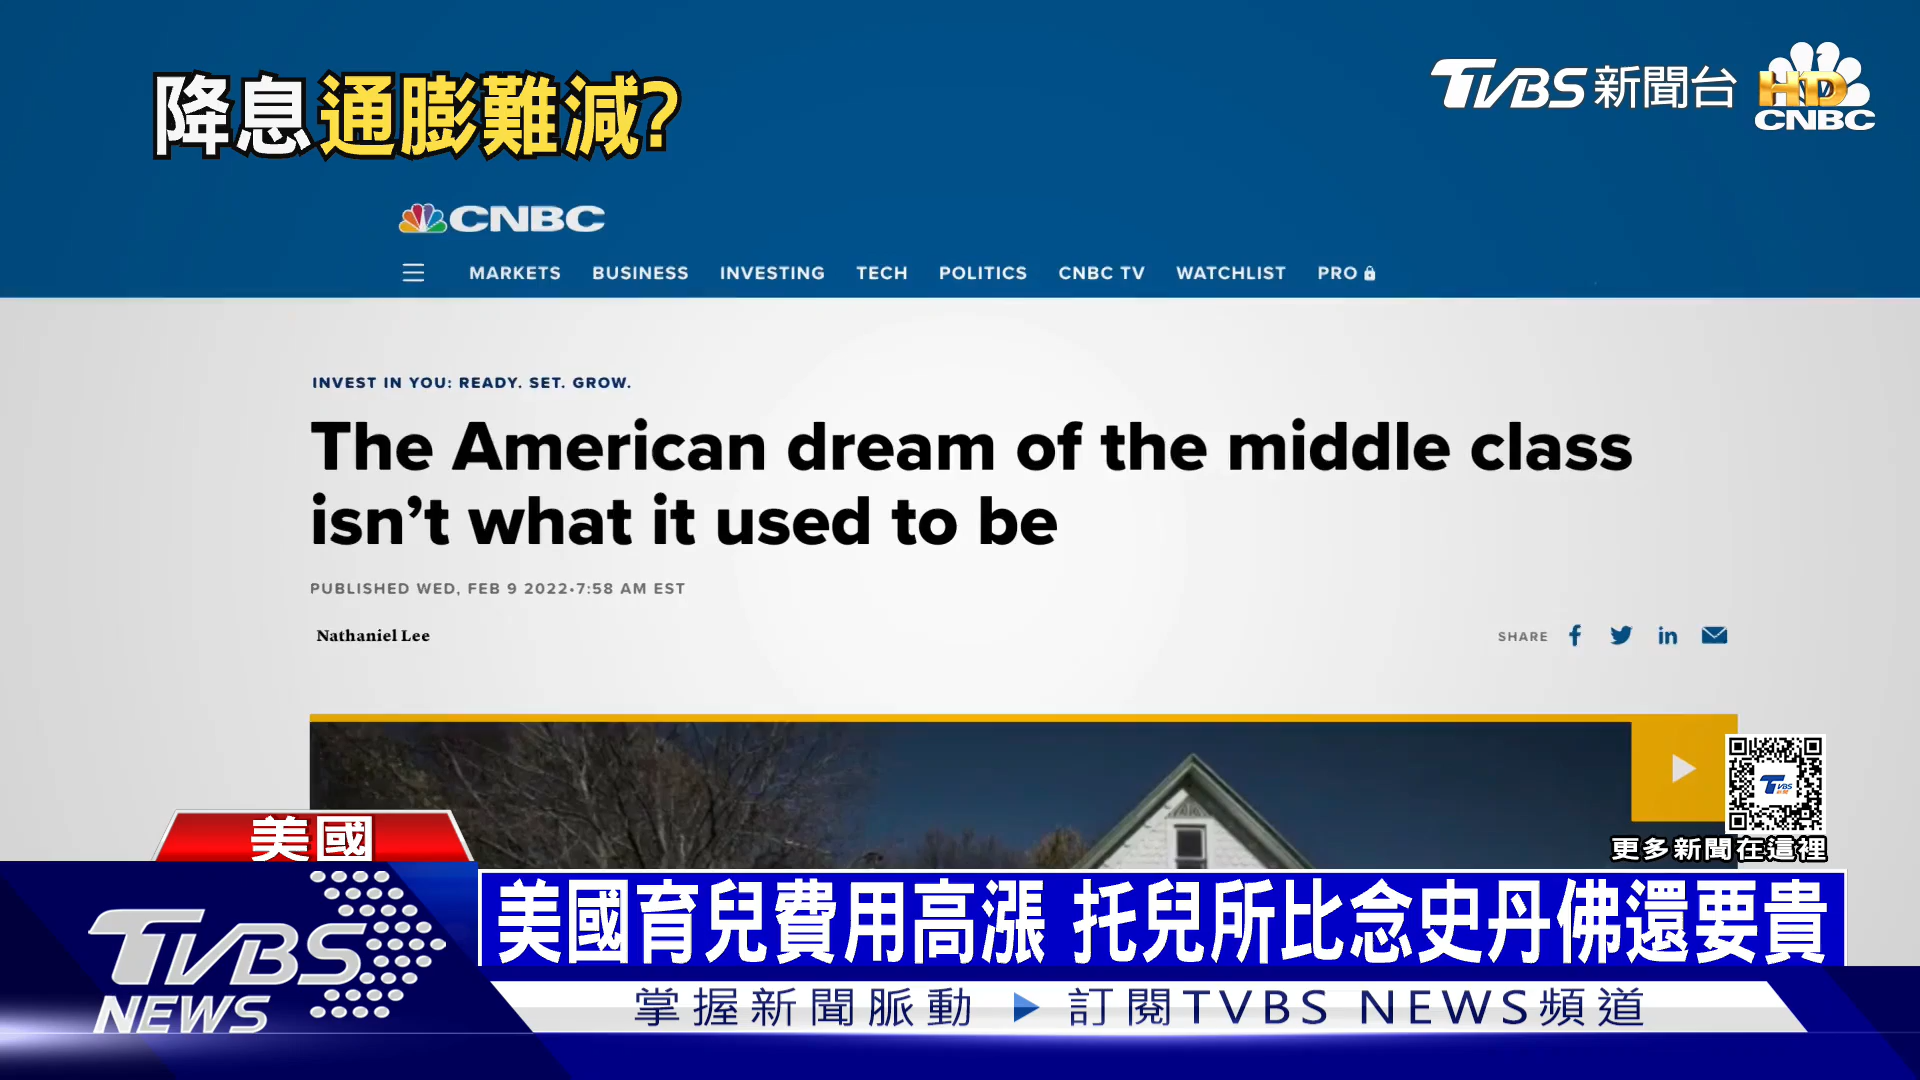 降息通膨難減?
TVBS新聞台
HD
CNBC
CNBC
MARKETS BUSINESS INVESTING TECH POLITICS CNBC TV WATCHLIST PRO
INVEST IN YOU: READY. SET. GROW.
The American dream of the middle class
isn’t what it used to be
PUBLISHED WED, FEB 9 2022•7:58 AM EST
Nathaniel Lee
SHARE
TVBS
更多新聞在這裡
美國
美國育兒費用高漲 托兒所比念史丹佛還要貴
TVBS
NEWS
掌握新聞脈動 ▶ 訂閱TVBS NEWS頻道